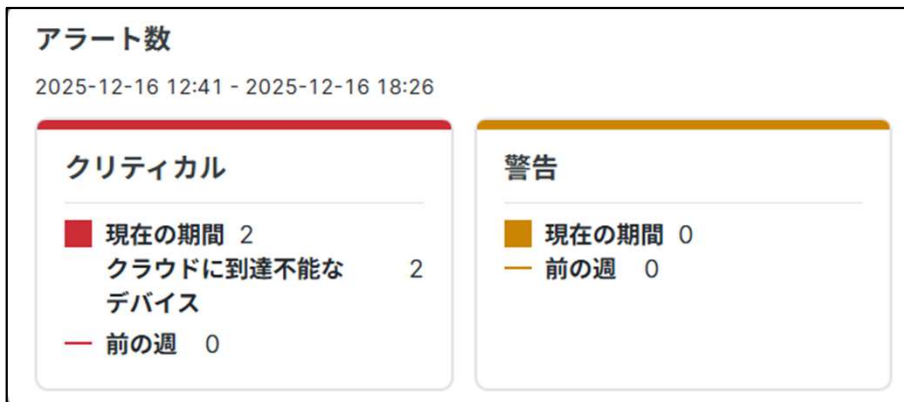 アラート数
2025-12-16 12:41 - 2025-12-16 18:26
クリティカル
現在の期間 2
クラウドに到達不能な 2
デバイス
前の週 0
警告
現在の期間 0
前の週 0